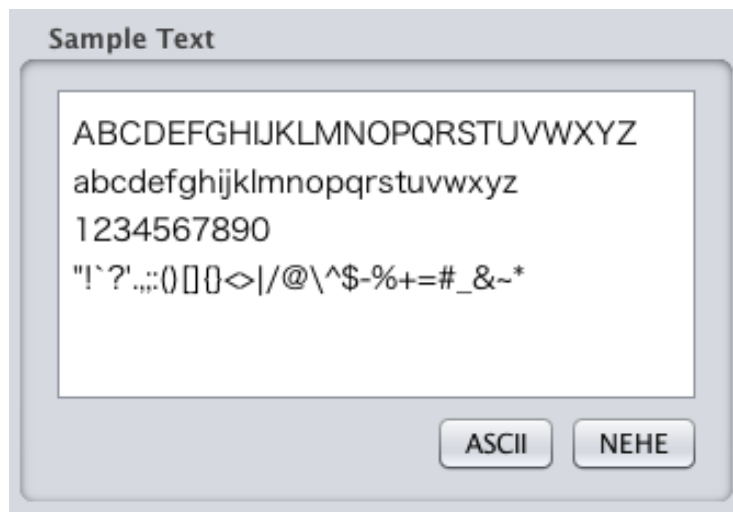 Sample Text
ABCDEFGHIJKLMNOPQRSTUVWXYZ
abcdefghijklmnopqrstuvwxyz
1234567890
"!`?'.,;:()[]{}<>|/@\^$-%+=#_&~*
ASCII NEHE